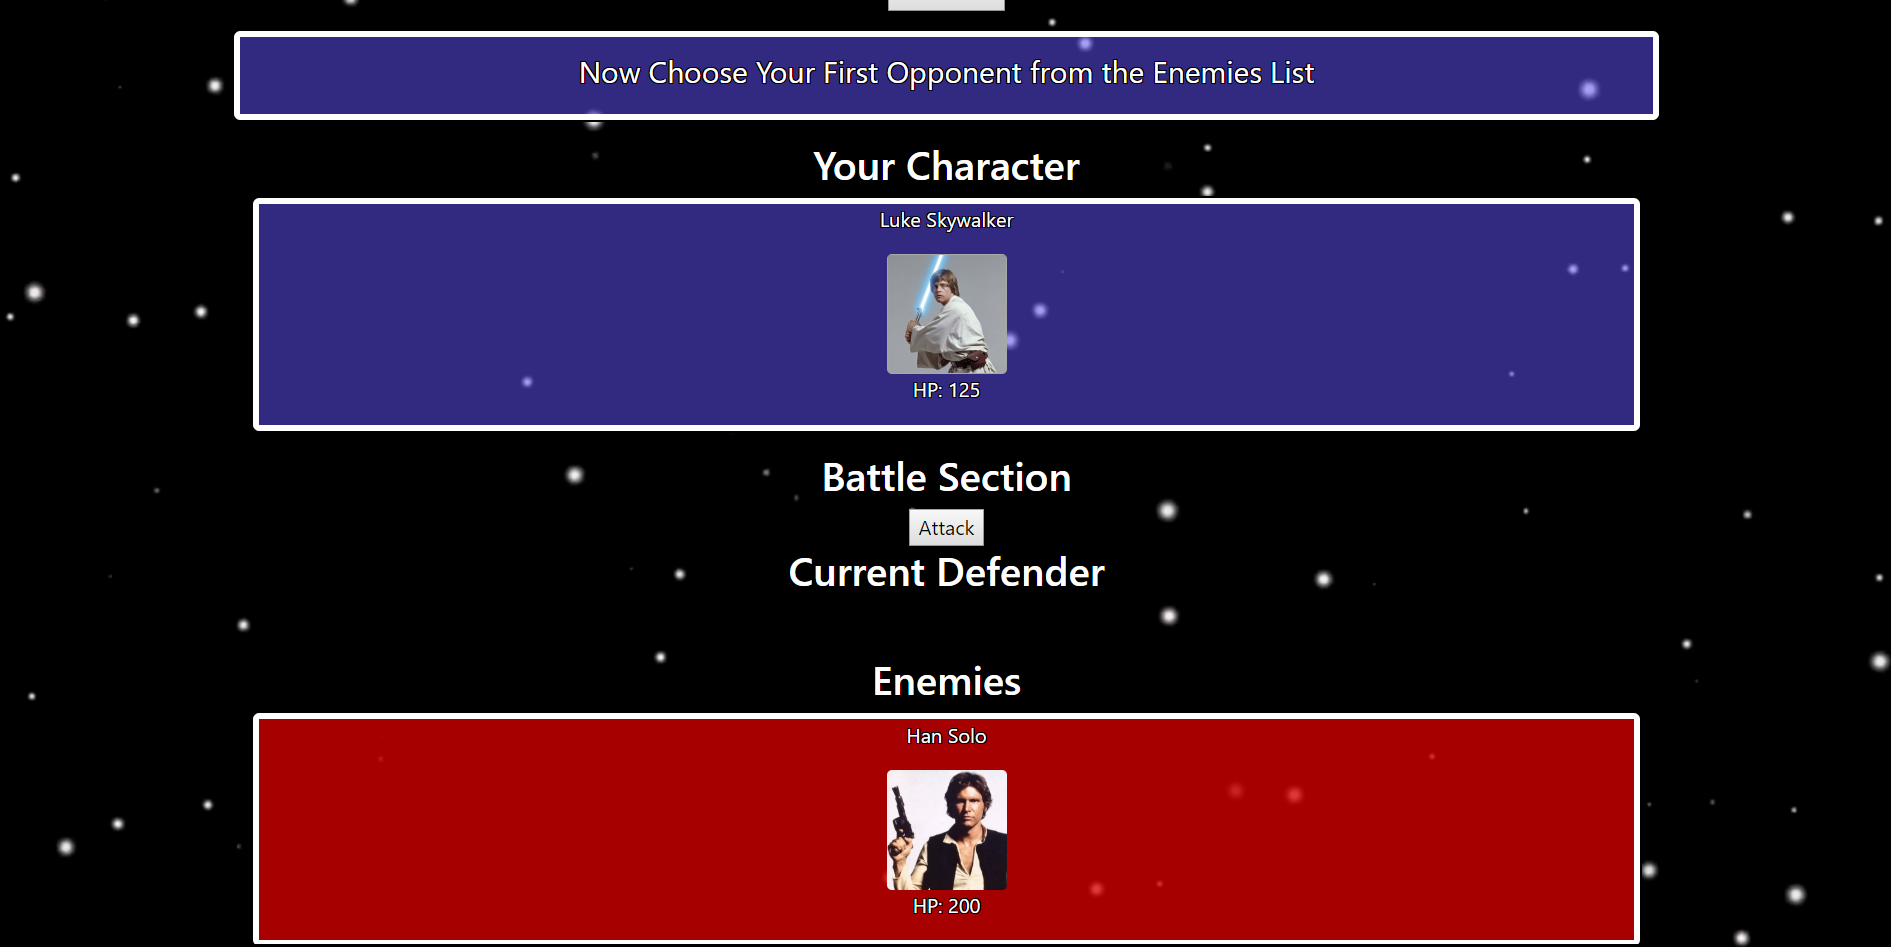 Now Choose Your First Opponent from the Enemies List
Your Character
Luke Skywalker
HP: 125
Battle Section
Attack
Current Defender
Enemies
Han Solo
HP: 200